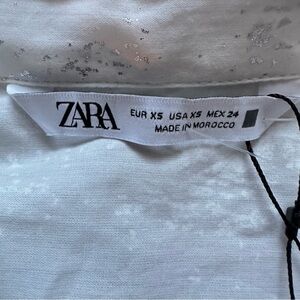 ZARA
EUR XS USA XS MEX 24
MADE IN MOROCCO